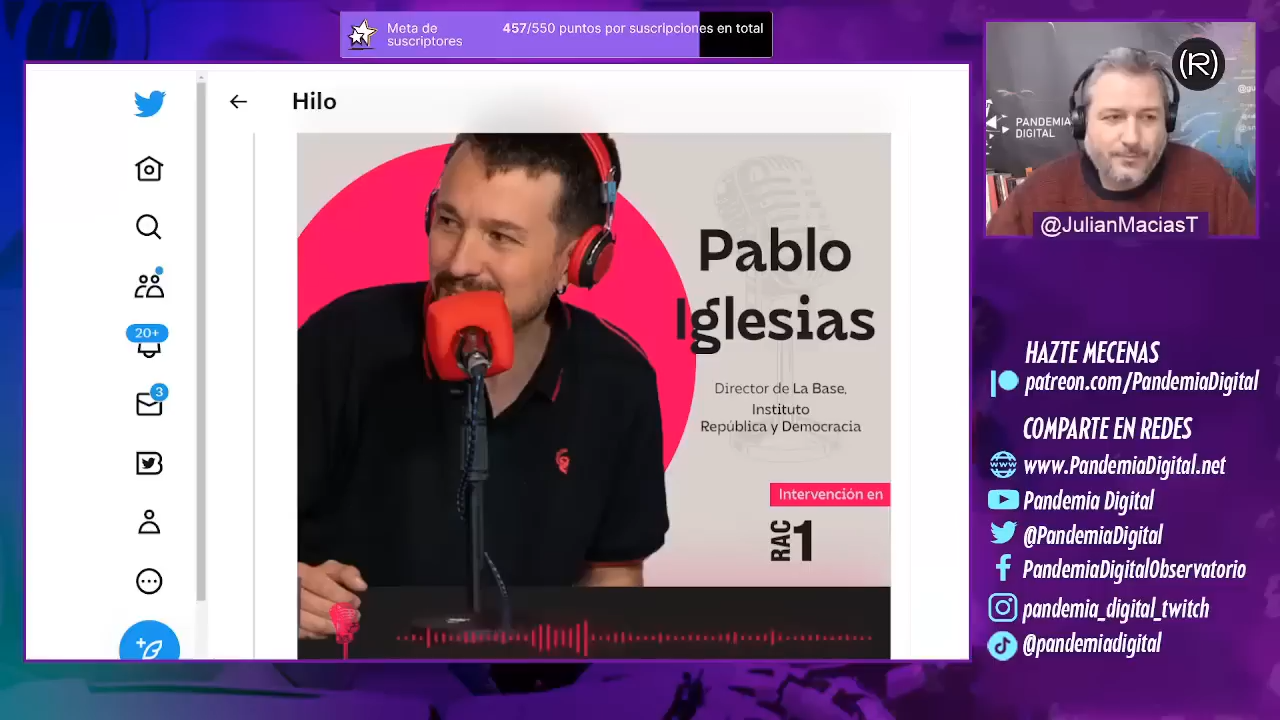 Meta de
suscriptores
457/550 puntos por suscripciones en total
Hilo
20+
3
Pablo
Iglesias
Director de La Base,
Instituto
República y Democracia
Intervención en
RAC 1
(R)
PANDEMIA
DIGITAL
@JulianMaciasT
HAZTE MECENAS
patreon.com/PandemiaDigital
COMPARTE EN REDES
WWW
www.PandemiaDigital.net
Pandemia Digital
@PandemiaDigital
PandemiaDigitalObservatorio
pandemia_digital_twitch
@pandemiadigital